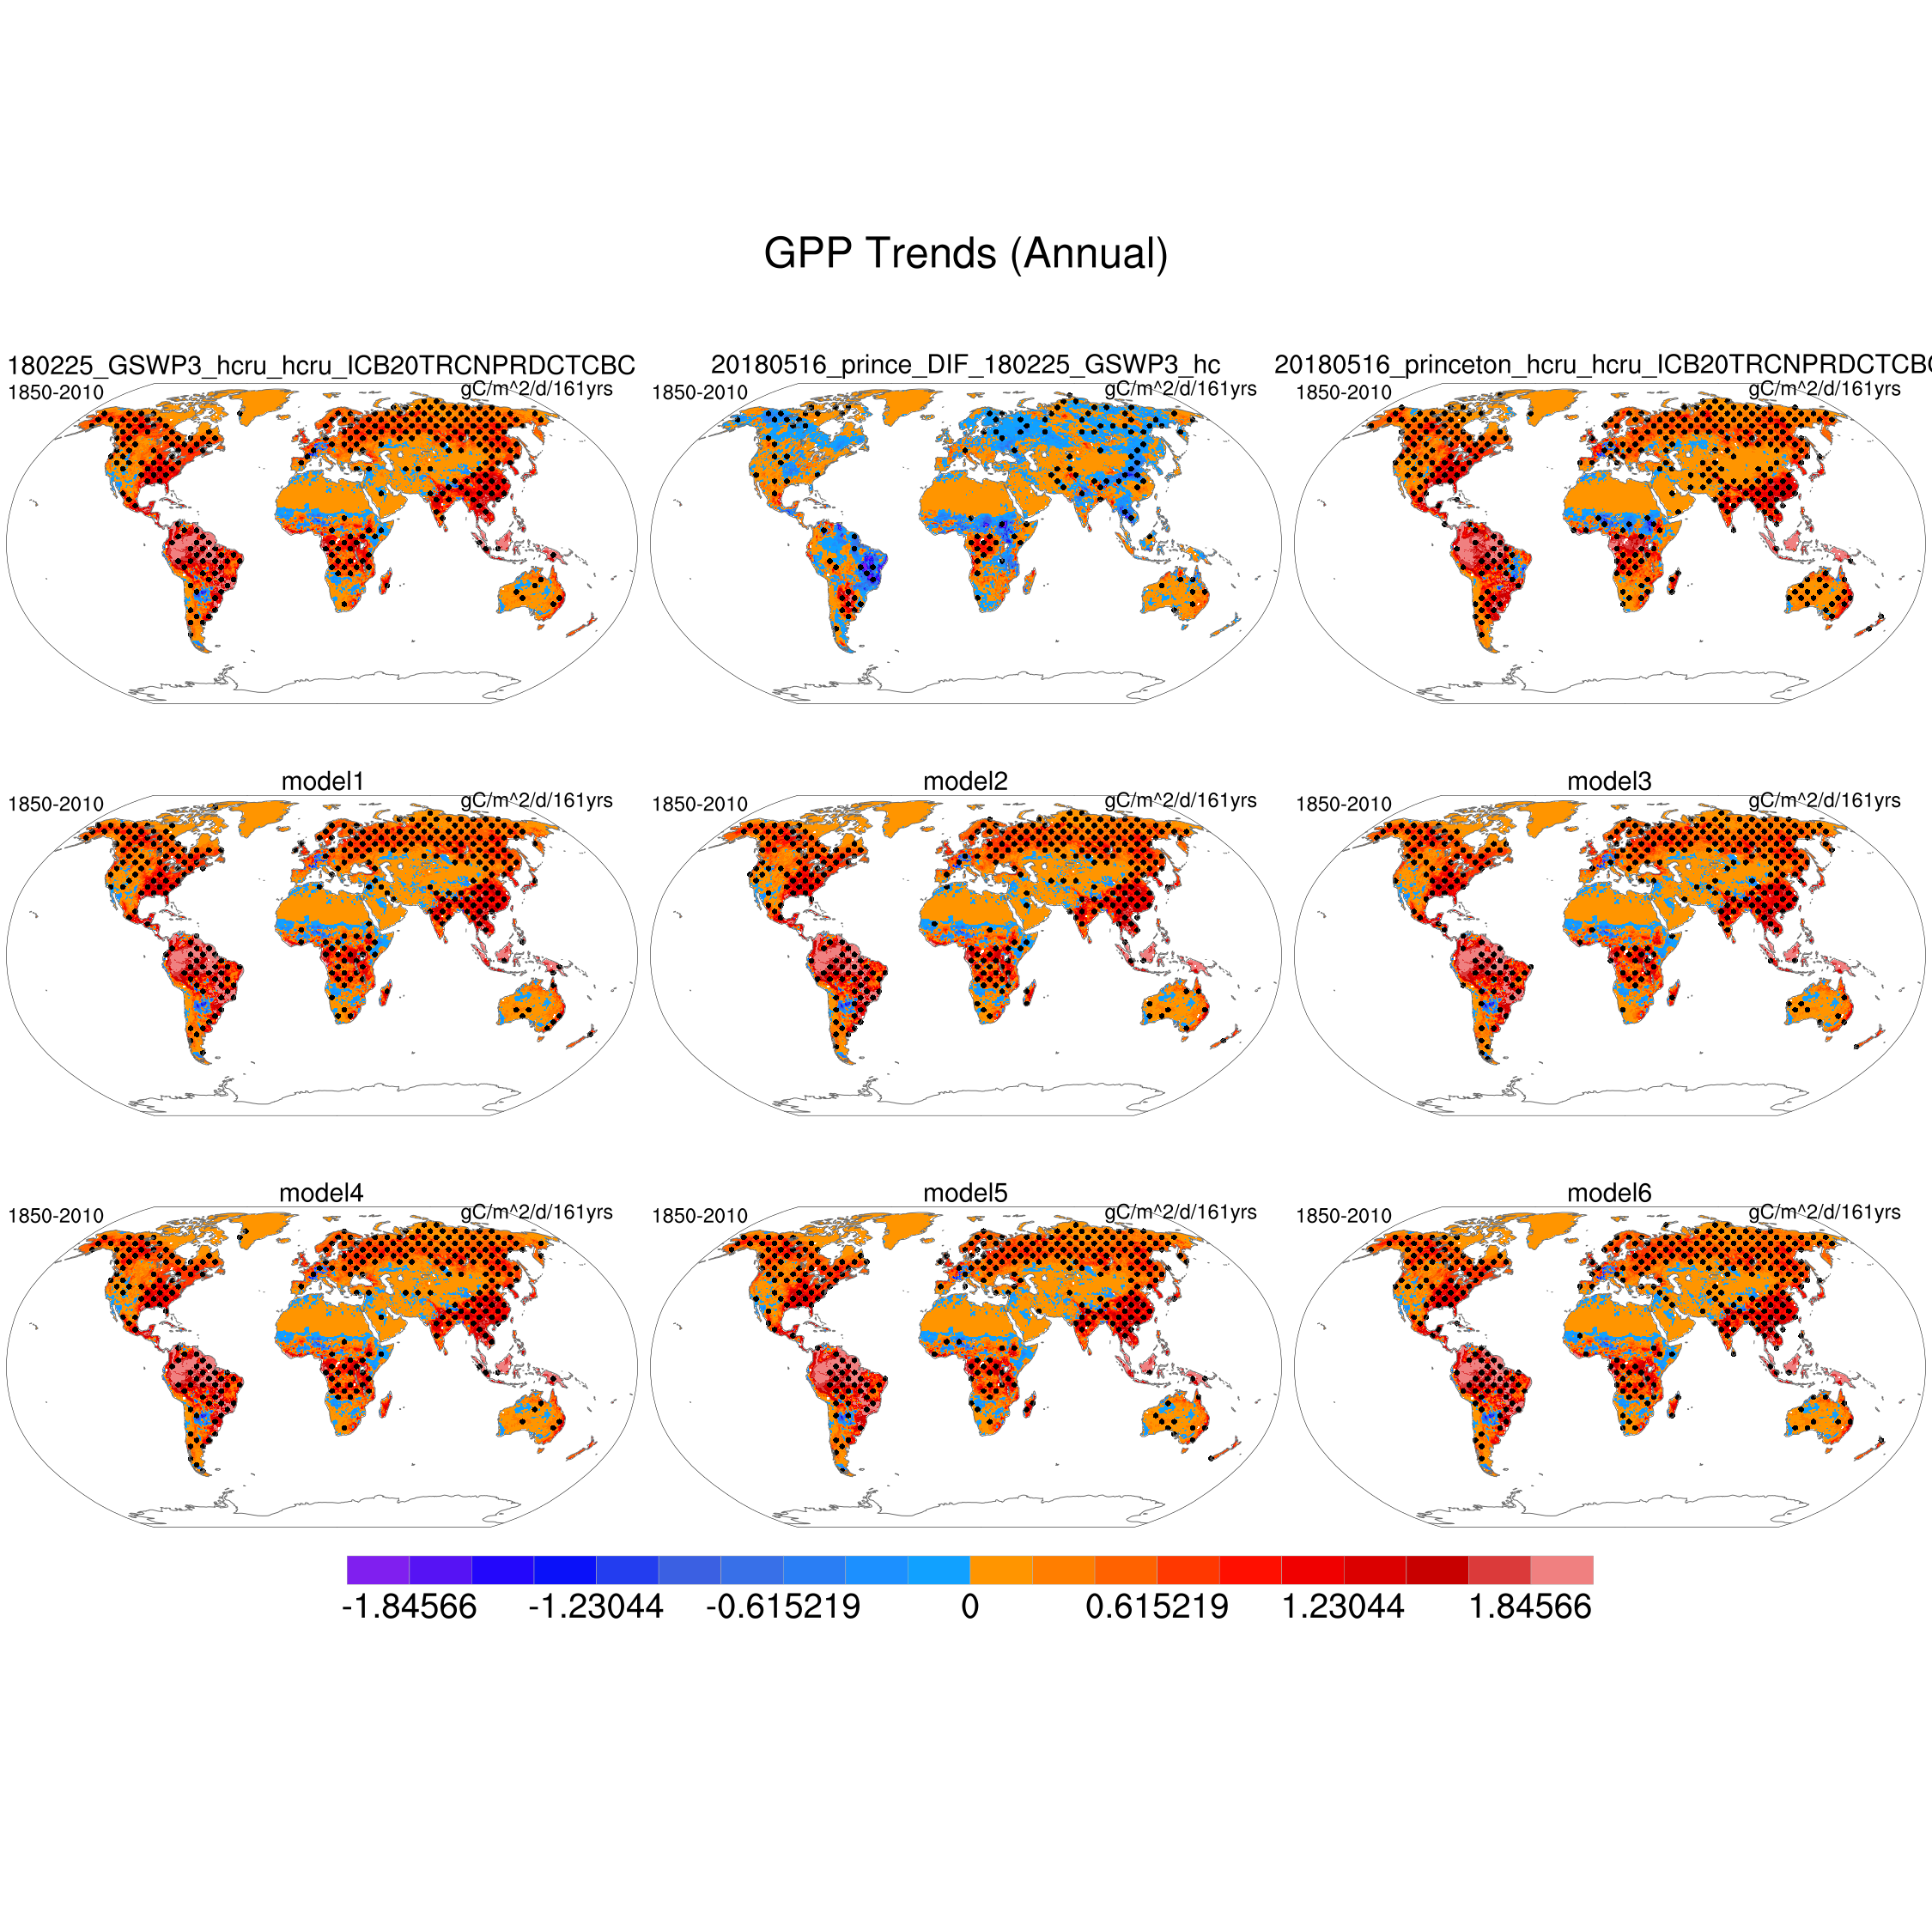 GPP Trends (Annual)
180225_GSWP3_hcru_hcru_ICB20TRCNPRDCTCBC
1850-2010 gC/m^2/d/161yrs
20180516_prince_DIF_180225_GSWP3_hc
1850-2010 gC/m^2/d/161yrs
20180516_princeton_hcru_hcru_ICB20TRCNPRDCTCBC
1850-2010 gC/m^2/d/161yrs
model1
1850-2010 gC/m^2/d/161yrs
model2
1850-2010 gC/m^2/d/161yrs
model3
1850-2010 gC/m^2/d/161yrs
model4
1850-2010 gC/m^2/d/161yrs
model5
1850-2010 gC/m^2/d/161yrs
model6
1850-2010 gC/m^2/d/161yrs
-1.84566 -1.23044 -0.615219 0 0.615219 1.23044 1.84566